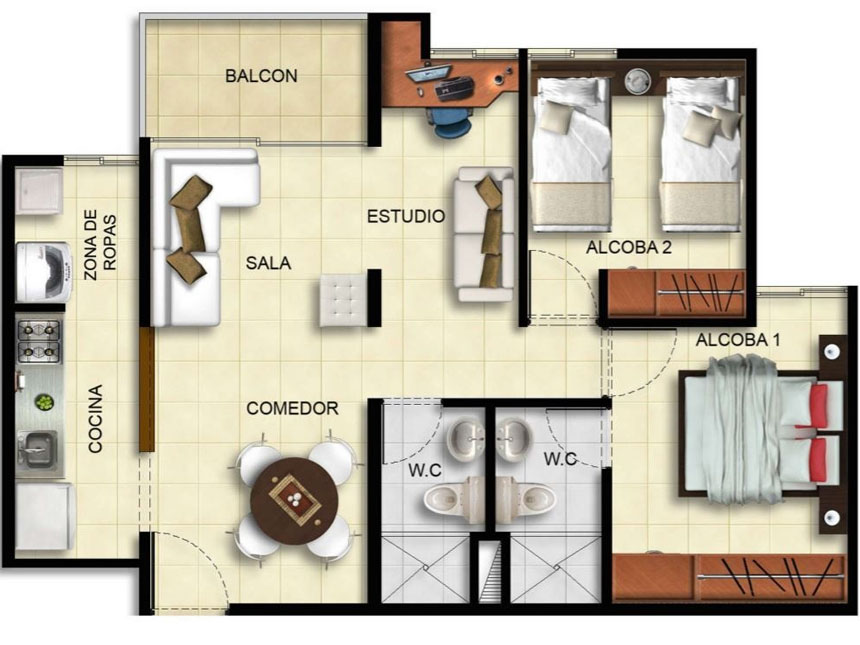 BALCON
ESTUDIO
ZONA DE
ROPAS
SALA
ALCOBA 2
ALCOBA 1
COCINA
COMEDOR
W.C
W.C